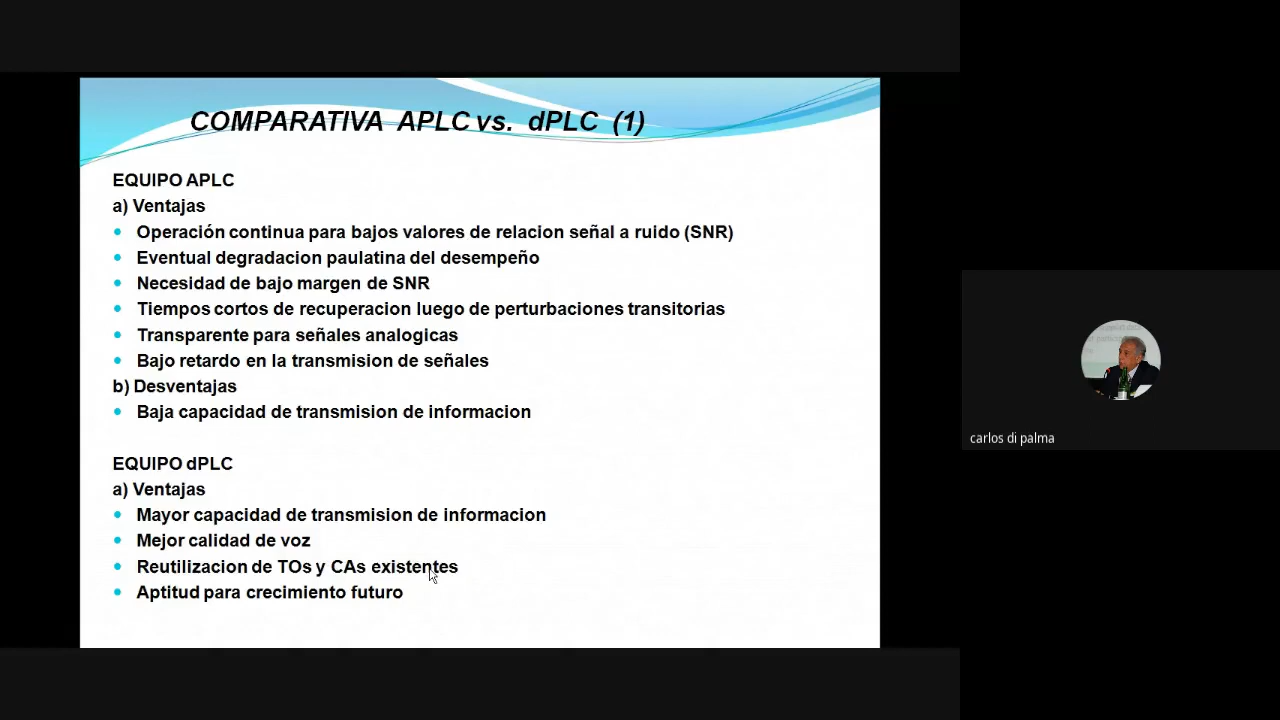 COMPARATIVA APLC vs. dPLC (1)
EQUIPO APLC
a) Ventajas
• Operación continua para bajos valores de relacion señal a ruido (SNR)
• Eventual degradacion paulatina del desempeño
• Necesidad de bajo margen de SNR
• Tiempos cortos de recuperacion luego de perturbaciones transitorias
• Transparente para señales analogicas
• Bajo retardo en la transmision de señales
b) Desventajas
• Baja capacidad de transmision de informacion
EQUIPO dPLC
a) Ventajas
• Mayor capacidad de transmision de informacion
• Mejor calidad de voz
• Reutilizacion de TOs y CAs existentes
• Aptitud para crecimiento futuro
carlos di palma